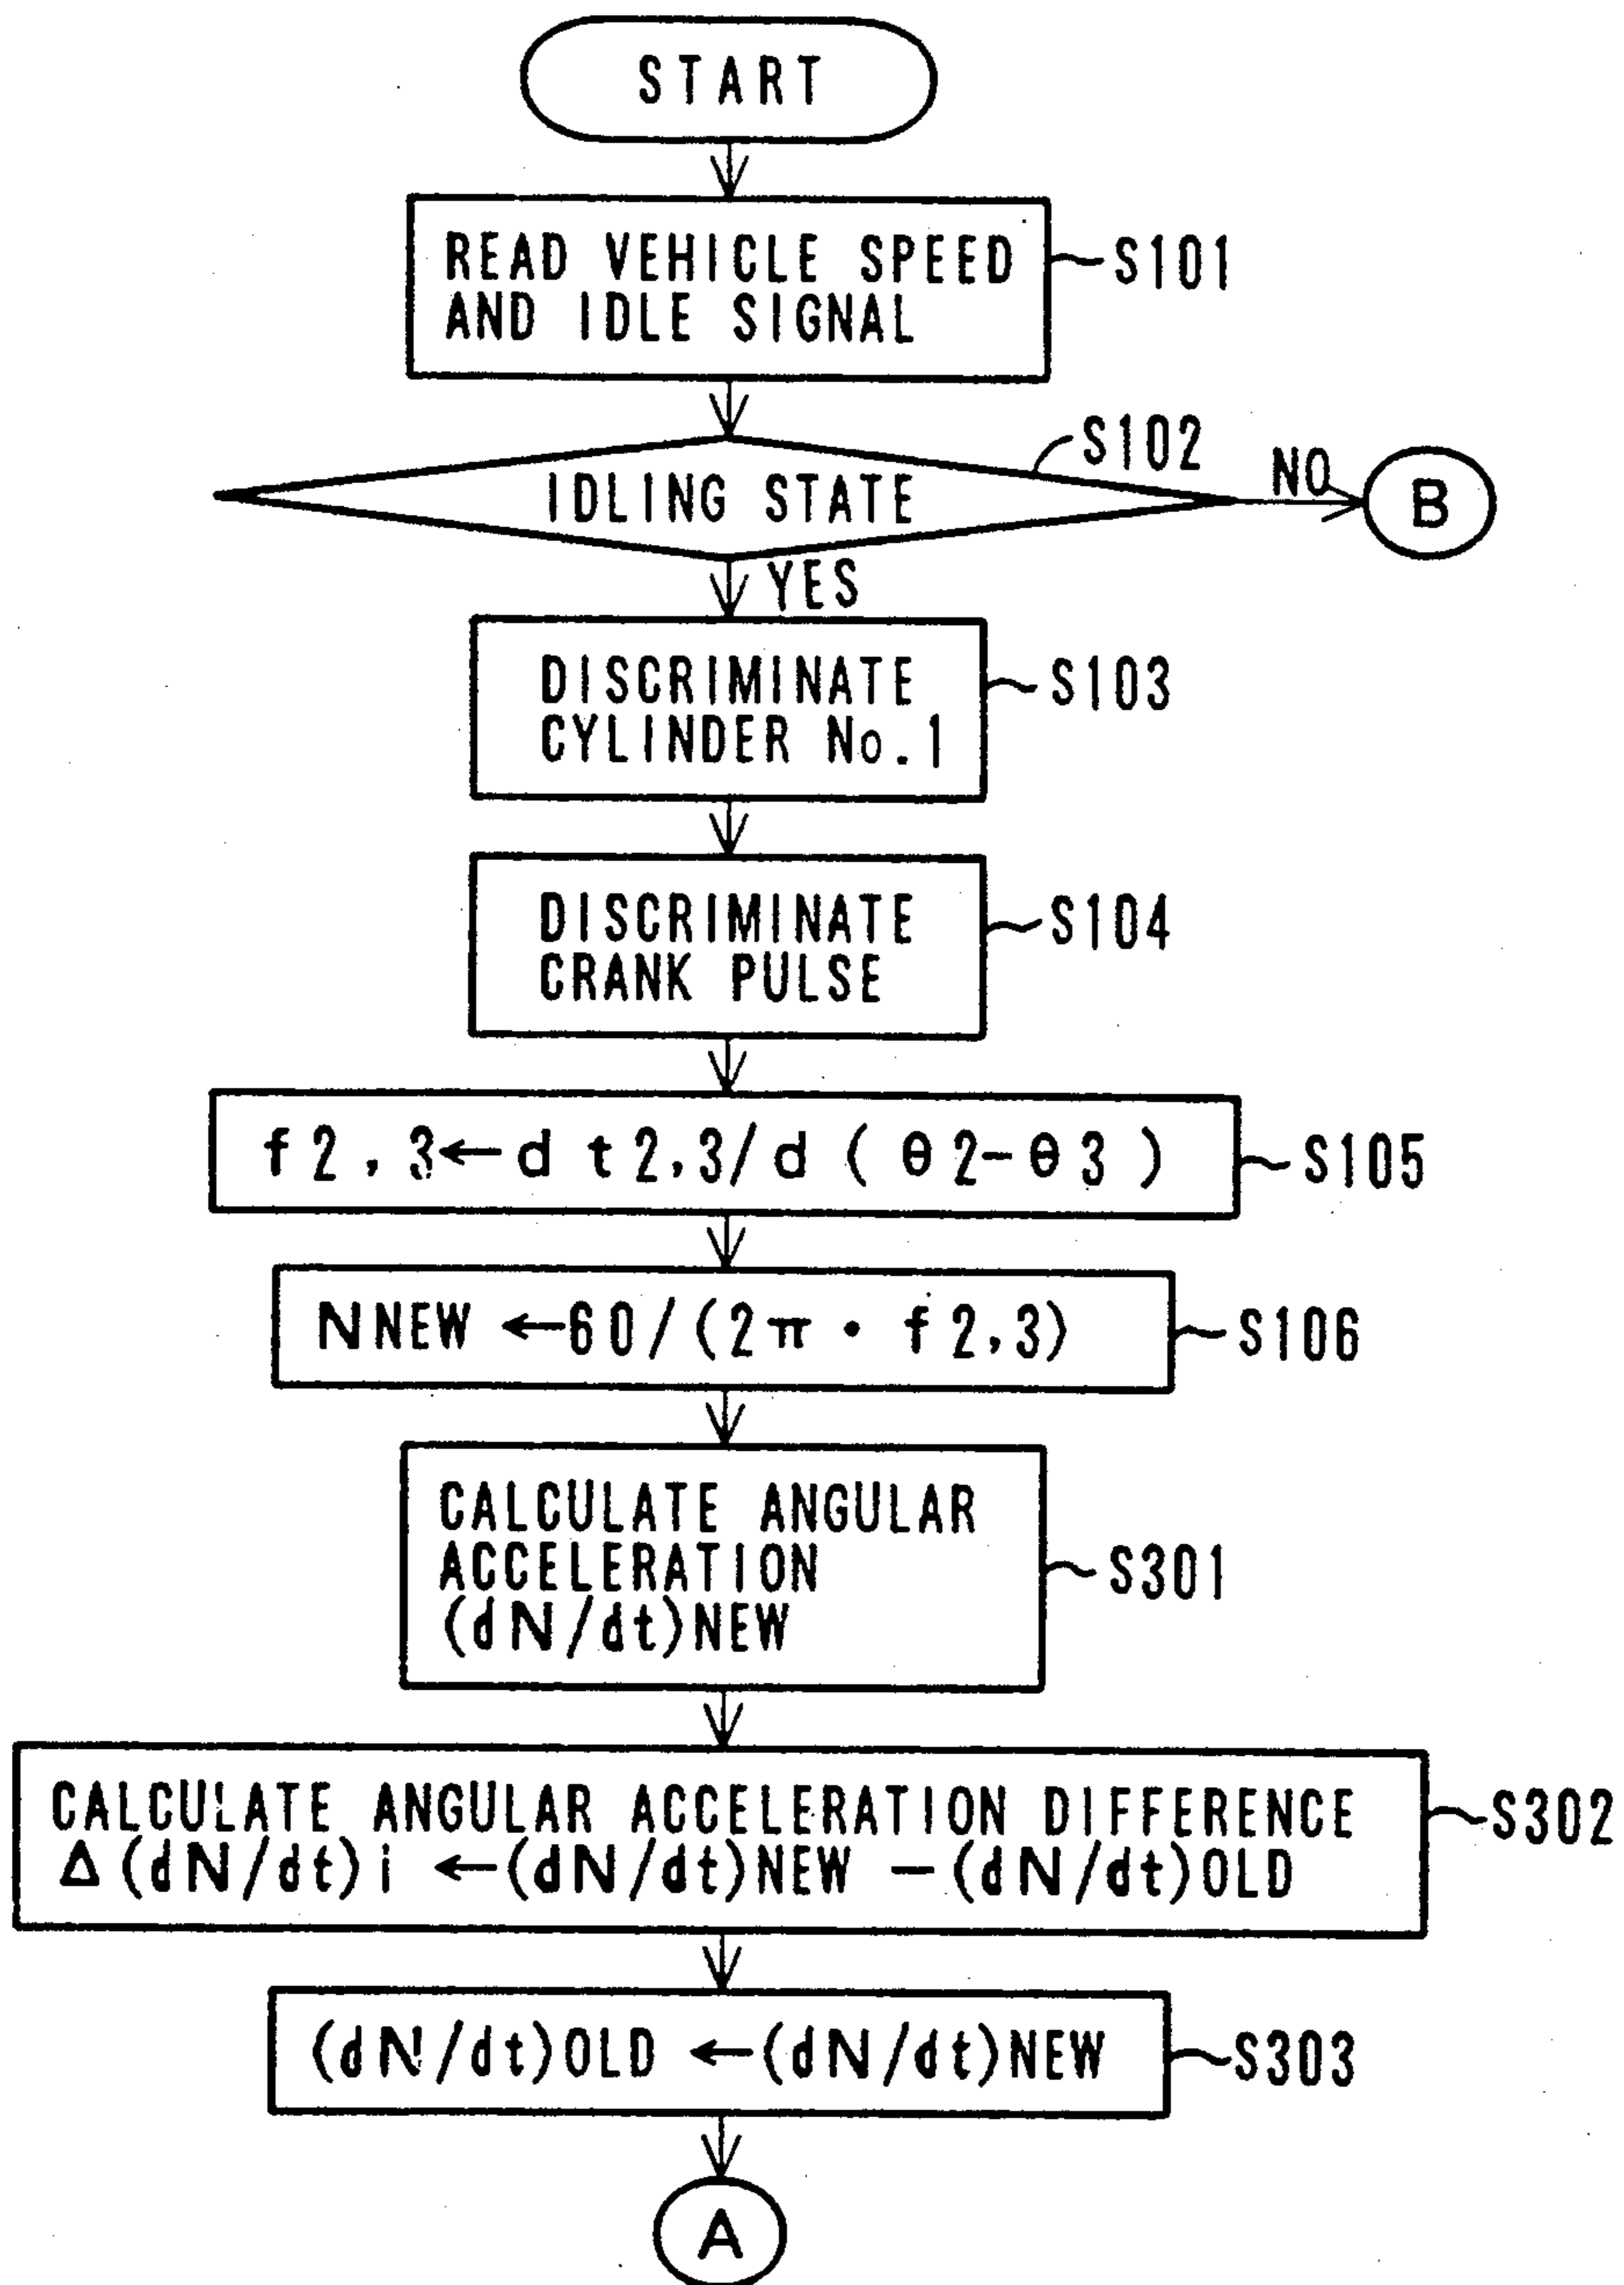 START
READ VEHICLE SPEED
AND IDLE SIGNAL
S101
S102
IDLING STATE
NO
B
YES
DISCRIMINATE
CYLINDER No.1
S103
DISCRIMINATE
CRANK PULSE
S104
f2,3←dt2,3/d(θ2-θ3)
S105
NNEW ←60/(2π・f2,3)
S106
CALCULATE ANGULAR
ACCELERATION
(dN/dt)NEW
S301
CALCULATE ANGULAR ACCELERATION DIFFERENCE
Δ(dN/dt)i ←(dN/dt)NEW −(dN/dt)OLD
S302
(dN/dt)OLD ←(dN/dt)NEW
S303
A